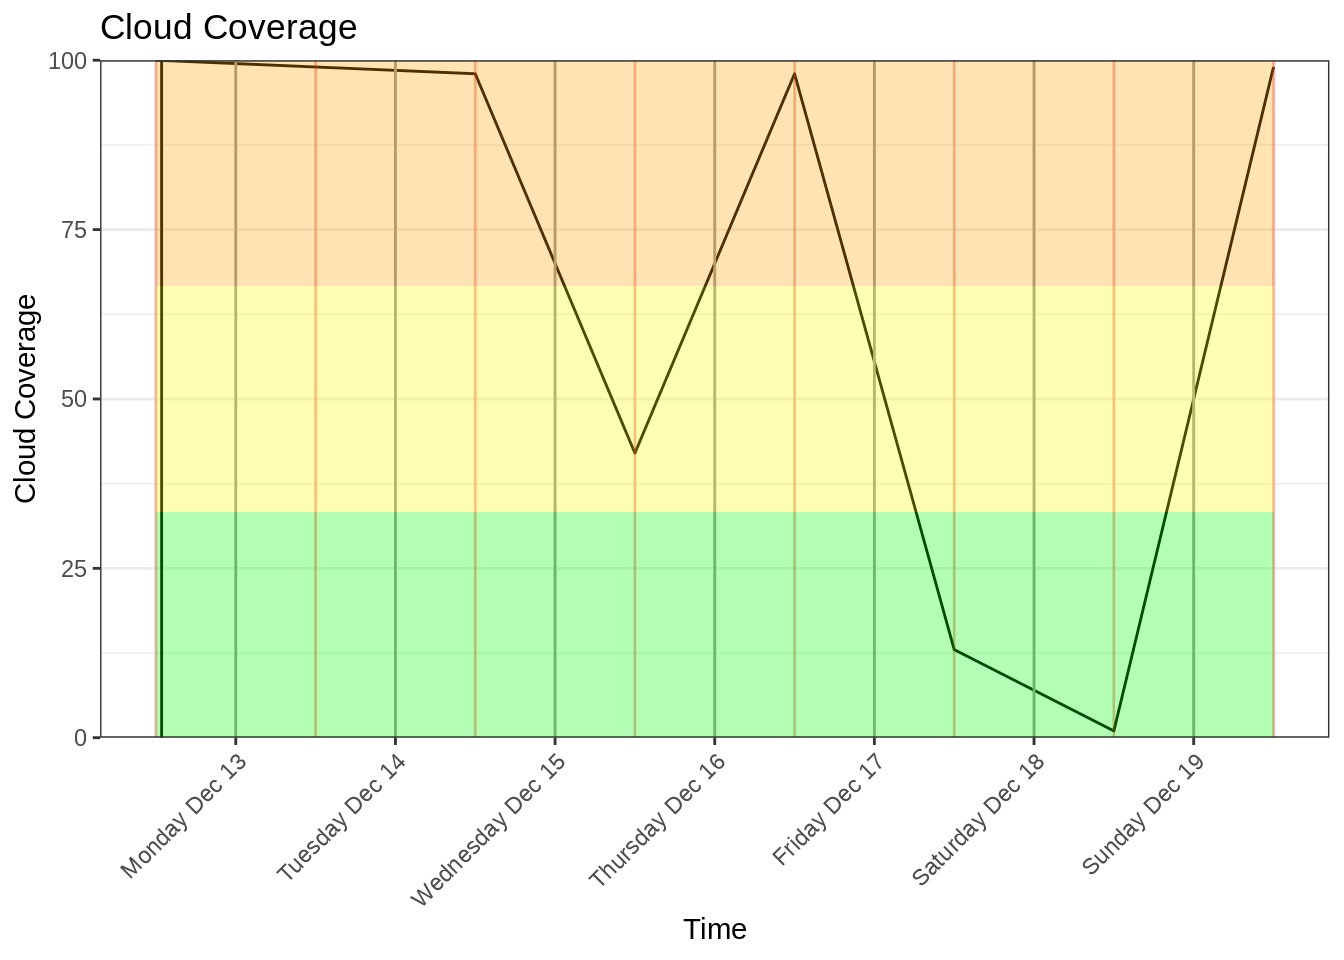 Cloud Coverage
100
75
50
25
0
Cloud Coverage
Monday Dec 13
Tuesday Dec 14
Wednesday Dec 15
Thursday Dec 16
Friday Dec 17
Saturday Dec 18
Sunday Dec 19
Time